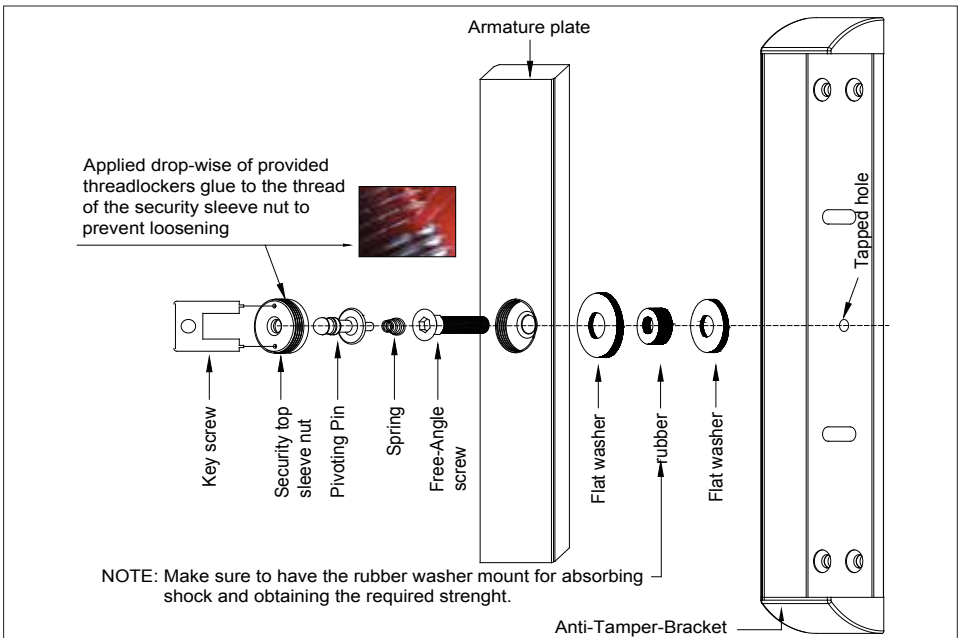 Armature plate
Applied drop-wise of provided
threadlockers glue to the thread
of the security sleeve nut to
prevent loosening
Tapped hole
Key screw
Security top
sleeve nut
Pivoting Pin
Spring
Free-Angle
screw
Flat washer
rubber
Flat washer
NOTE: Make sure to have the rubber washer mount for absorbing
shock and obtaining the required strenght.
Anti-Tamper-Bracket